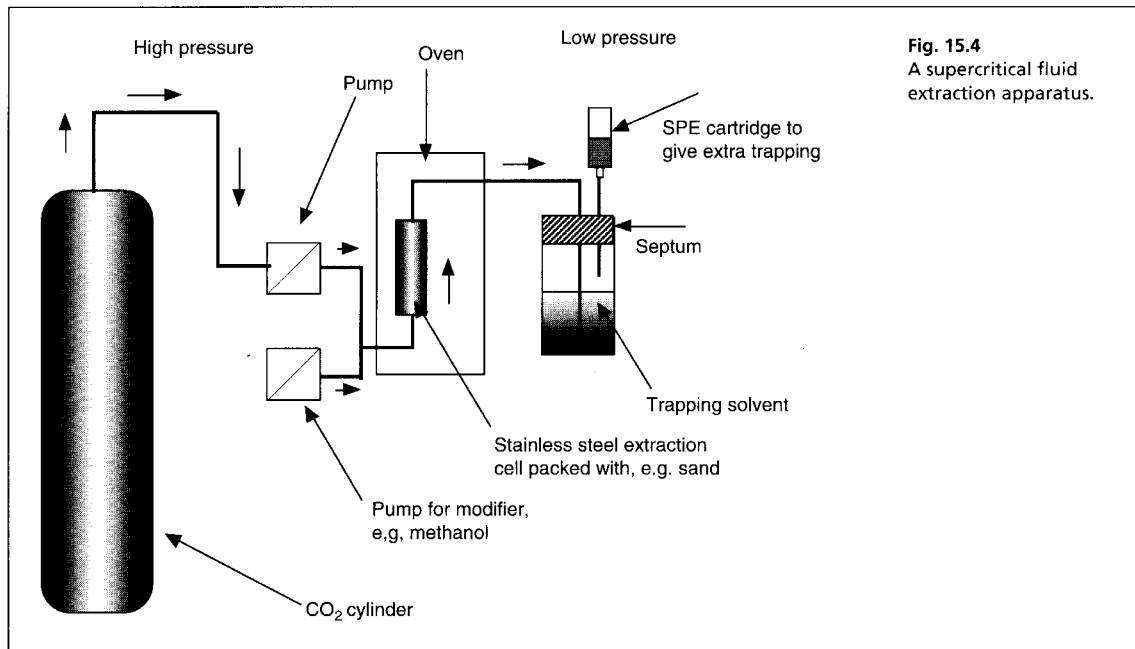 High pressure
Low pressure
Oven
Pump
Fig. 15.4
A supercritical fluid
extraction apparatus.
SPE cartridge to
give extra trapping
Septum
Trapping solvent
Stainless steel extraction
cell packed with, e.g. sand
Pump for modifier,
e,g, methanol
CO₂ cylinder